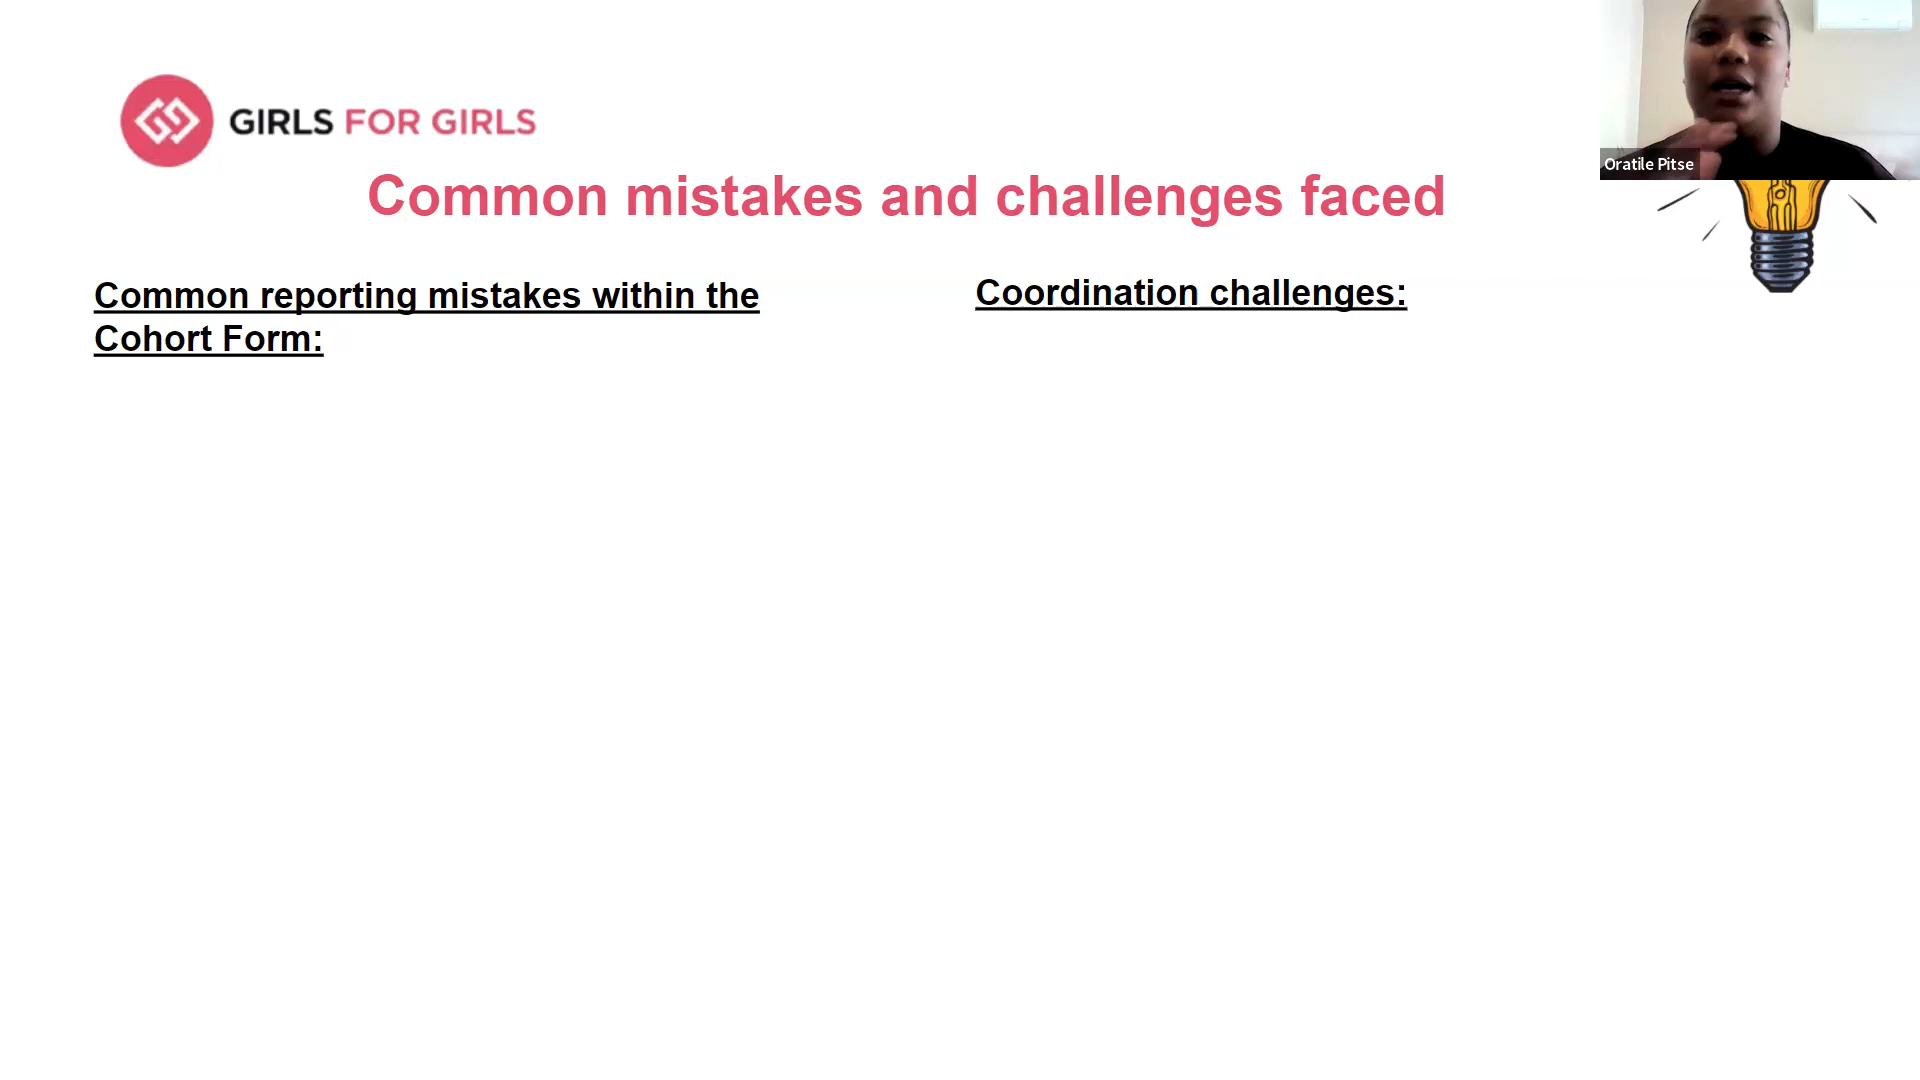 GIRLS FOR GIRLS
Oratile Pitse
Common mistakes and challenges faced
Common reporting mistakes within the
Cohort Form:
Coordination challenges: